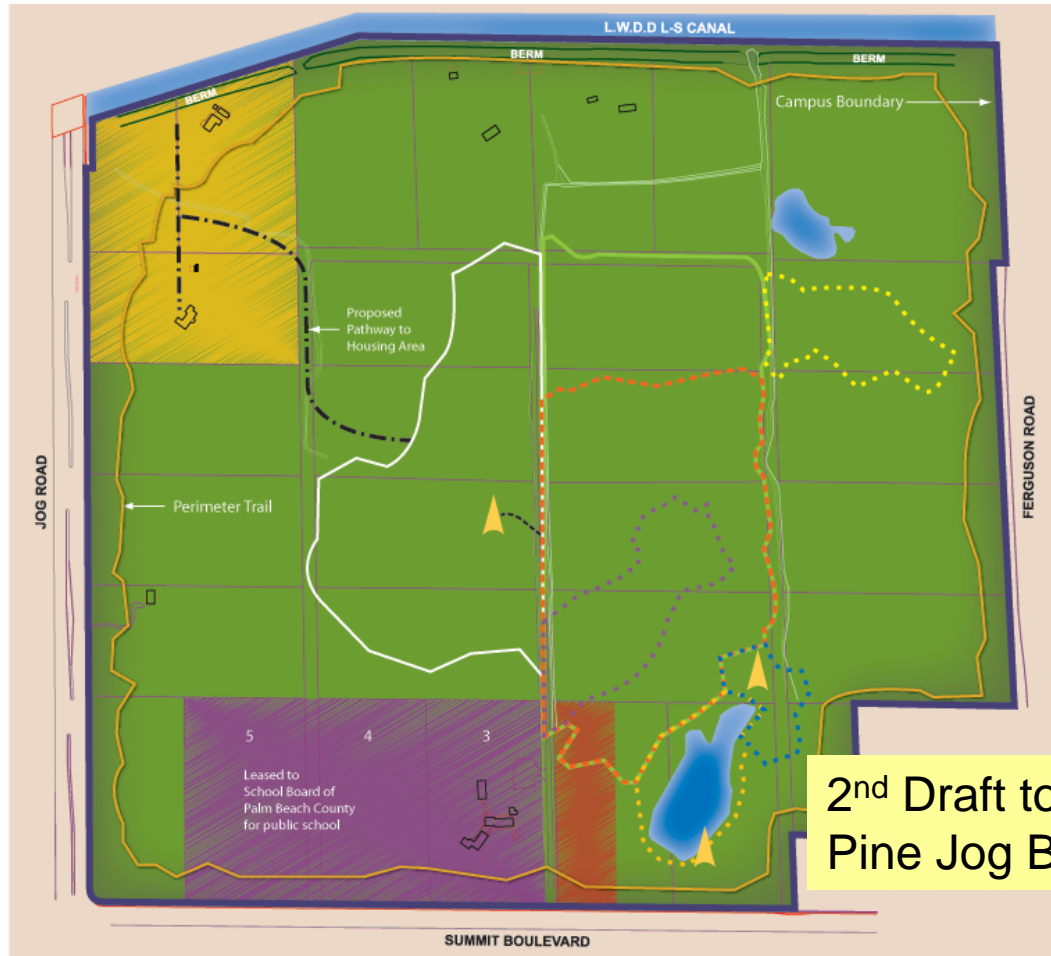 L.W.D.D L-S CANAL
BERM
BERM
BERM
Campus Boundary
Proposed
Pathway to
Housing Area
JOG ROAD
FERGUSON ROAD
Perimeter Trail
5 4 3
Leased to
School Board of
Palm Beach County
for public school
2nd Draft to
Pine Jog B
SUMMIT BOULEVARD